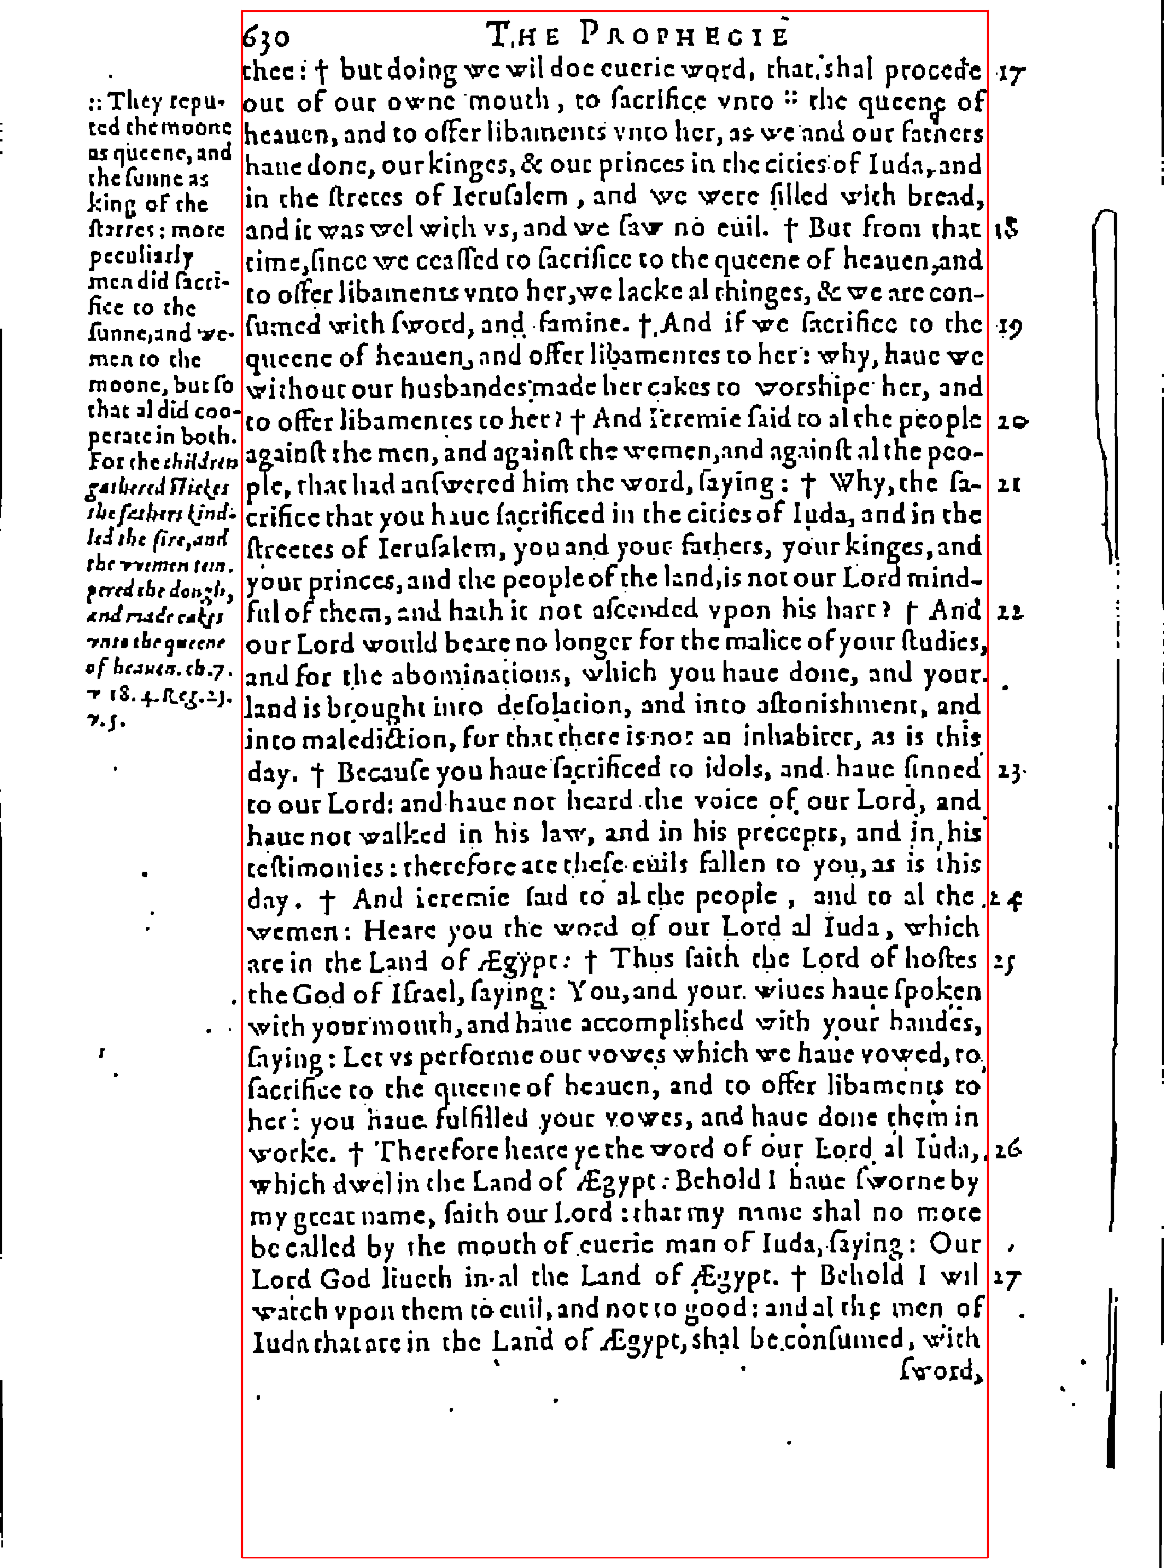 630 THE PROPHECIE
thee: † but doing we wil doe euerie word, that shal procede 17
out of our owne mouth, to ſacrifice vnto :: the queene of
heauen, and to offer libaments vnto her, as we and our fathers
haue done, our kinges, & our princes in the cities of Iuda, and
in the ſtretes of Ieruſalem, and we were filled with bread,
and it was wel with vs, and we ſaw no euil. † But from that 18
time, ſince we ceaſſed to ſacrifice to the queene of heauen, and
to offer libaments vnto her, we lacke al thinges, & we are con-
ſumed with ſword, and famine. † And if we ſacrifice to the 19
queene of heauen, and offer libamentes to her: why, haue we
without our husbandes made her cakes to worshipe her, and
to offer libamentes to her? † And Ieremie ſaid to al the people 20
againſt the men, and againſt the wemen, and againſt al the peo-
ple, that had anſwered him the word, ſaying: † Why, the ſa- 21
crifice that you haue ſacrificed in the cities of Iuda, and in the
ſtreetes of Ieruſalem, you and your fathers, your kinges, and
your princes, and the people of the land, is not our Lord mind-
ful of them, and hath it not aſcended vpon his hart? † And 22
our Lord would beare no longer for the malice of your ſtudies,
and for the abominations, which you haue done, and your
land is brought into deſolation, and into aſtonishment, and
into malediction, for that there is not an inhabiter, as is this
day. † Becauſe you haue ſacrificed to idols, and haue ſinned 23
to our Lord: and haue not heard the voice of our Lord, and
haue not walked in his law, and in his precepts, and in his
teſtimonies: therefore are theſe euils fallen to you, as is this
day. † And ieremie ſaid to al the people, and to al the 24
wemen: Heare you the word of our Lord al Iuda, which
are in the Land of Ægypt: † Thus ſaith the Lord of hoſtes 25
the God of Iſrael, ſaying: You, and your wiues haue ſpoken
with your mouth, and haue accomplished with your handes,
ſaying: Let vs performe our vowes which we haue vowed, to
ſacrifice to the queene of heauen, and to offer libaments to
her: you haue fulfilled your vowes, and haue done them in
worke. † Therefore heare ye the word of our Lord al Iuda, 26
which dwel in the Land of Ægypt: Behold I haue ſworne by
my great name, ſaith our Lord: that my name shal no more
be called by the mouth of euerie man of Iuda, ſaying: Our
Lord God liueth in al the Land of Ægypt. † Behold I wil 27
watch vpon them to euil, and not to good: and al the men of
Iuda that are in the Land of Ægypt, shal be conſumed, with
ſword,
:: They repu-
ted the moone
as queene, and
the ſunne as
king of the
ſtarres: more
peculiarly
men did ſacri-
fice to the
ſunne, and we-
men to the
moone, but ſo
that al did coo-
perate in both.
For the children
gathered ſtickes
the fathers kind-
led the fire, and
the vvemen tem-
pered the dough,
and made cakes
vnto the queene
of heauen. ch. 7.
v 18. 4. Reg. 23.
v. 5.